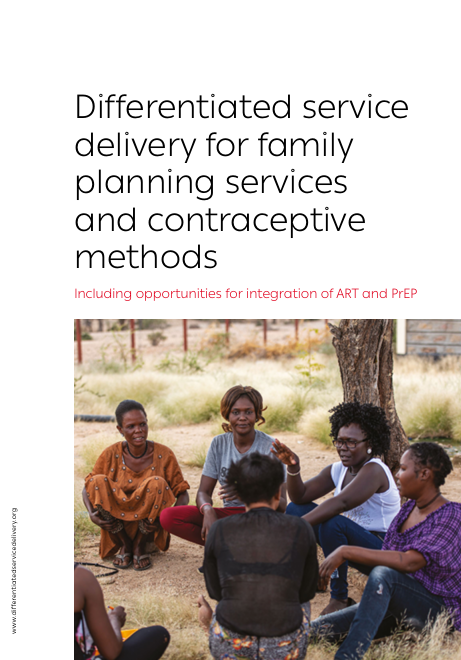 Differentiated service
delivery for family
planning services
and contraceptive
methods
Including opportunities for integration of ART and PrEP
www.differentiatedservicedelivery.org